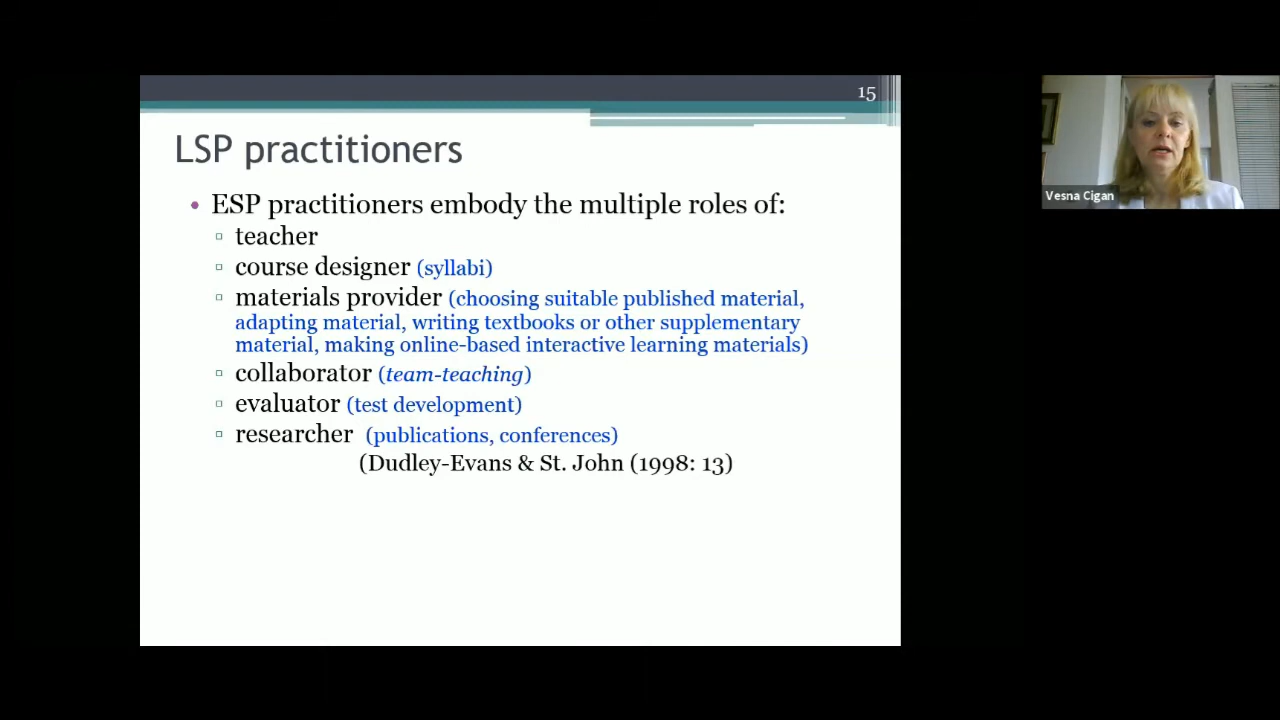 15
LSP practitioners
• ESP practitioners embody the multiple roles of:
▫ teacher
▫ course designer (syllabi)
▫ materials provider (choosing suitable published material,
adapting material, writing textbooks or other supplementary
material, making online-based interactive learning materials)
▫ collaborator (team-teaching)
▫ evaluator (test development)
▫ researcher (publications, conferences)
(Dudley-Evans & St. John (1998: 13)
Vesna Cigan